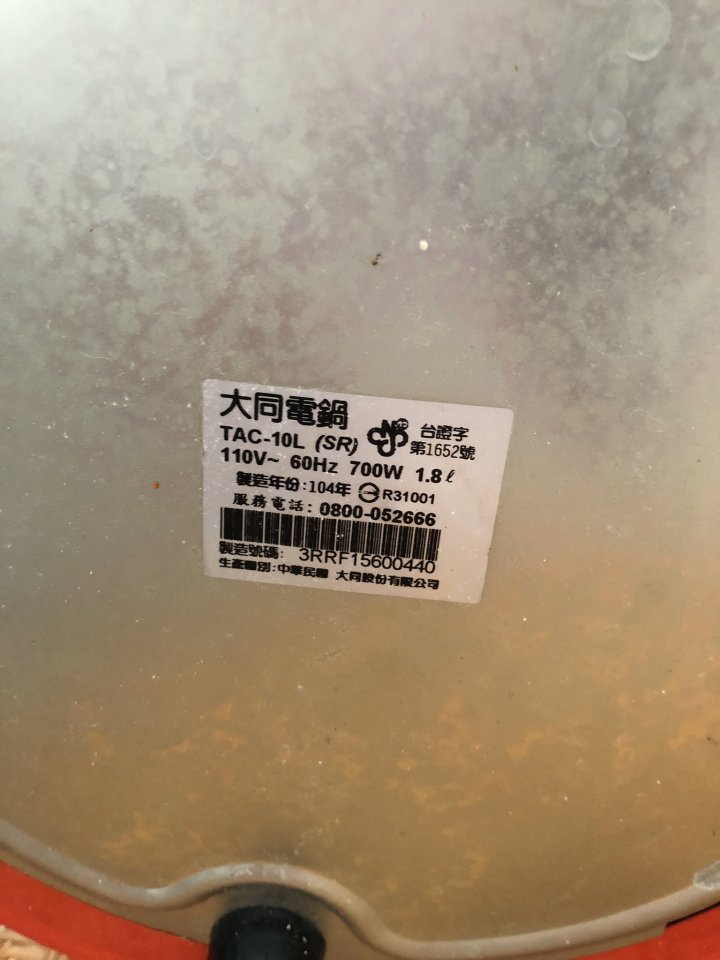 大同電鍋
TAC-10L (SR)
台證字
第1652號
110V~ 60Hz 700W 1.8ℓ
製造年份:104年 R31001
服務電話: 0800-052666
製造號碼: 3RRF15600440
生產國別:中華民國 大同股份有限公司